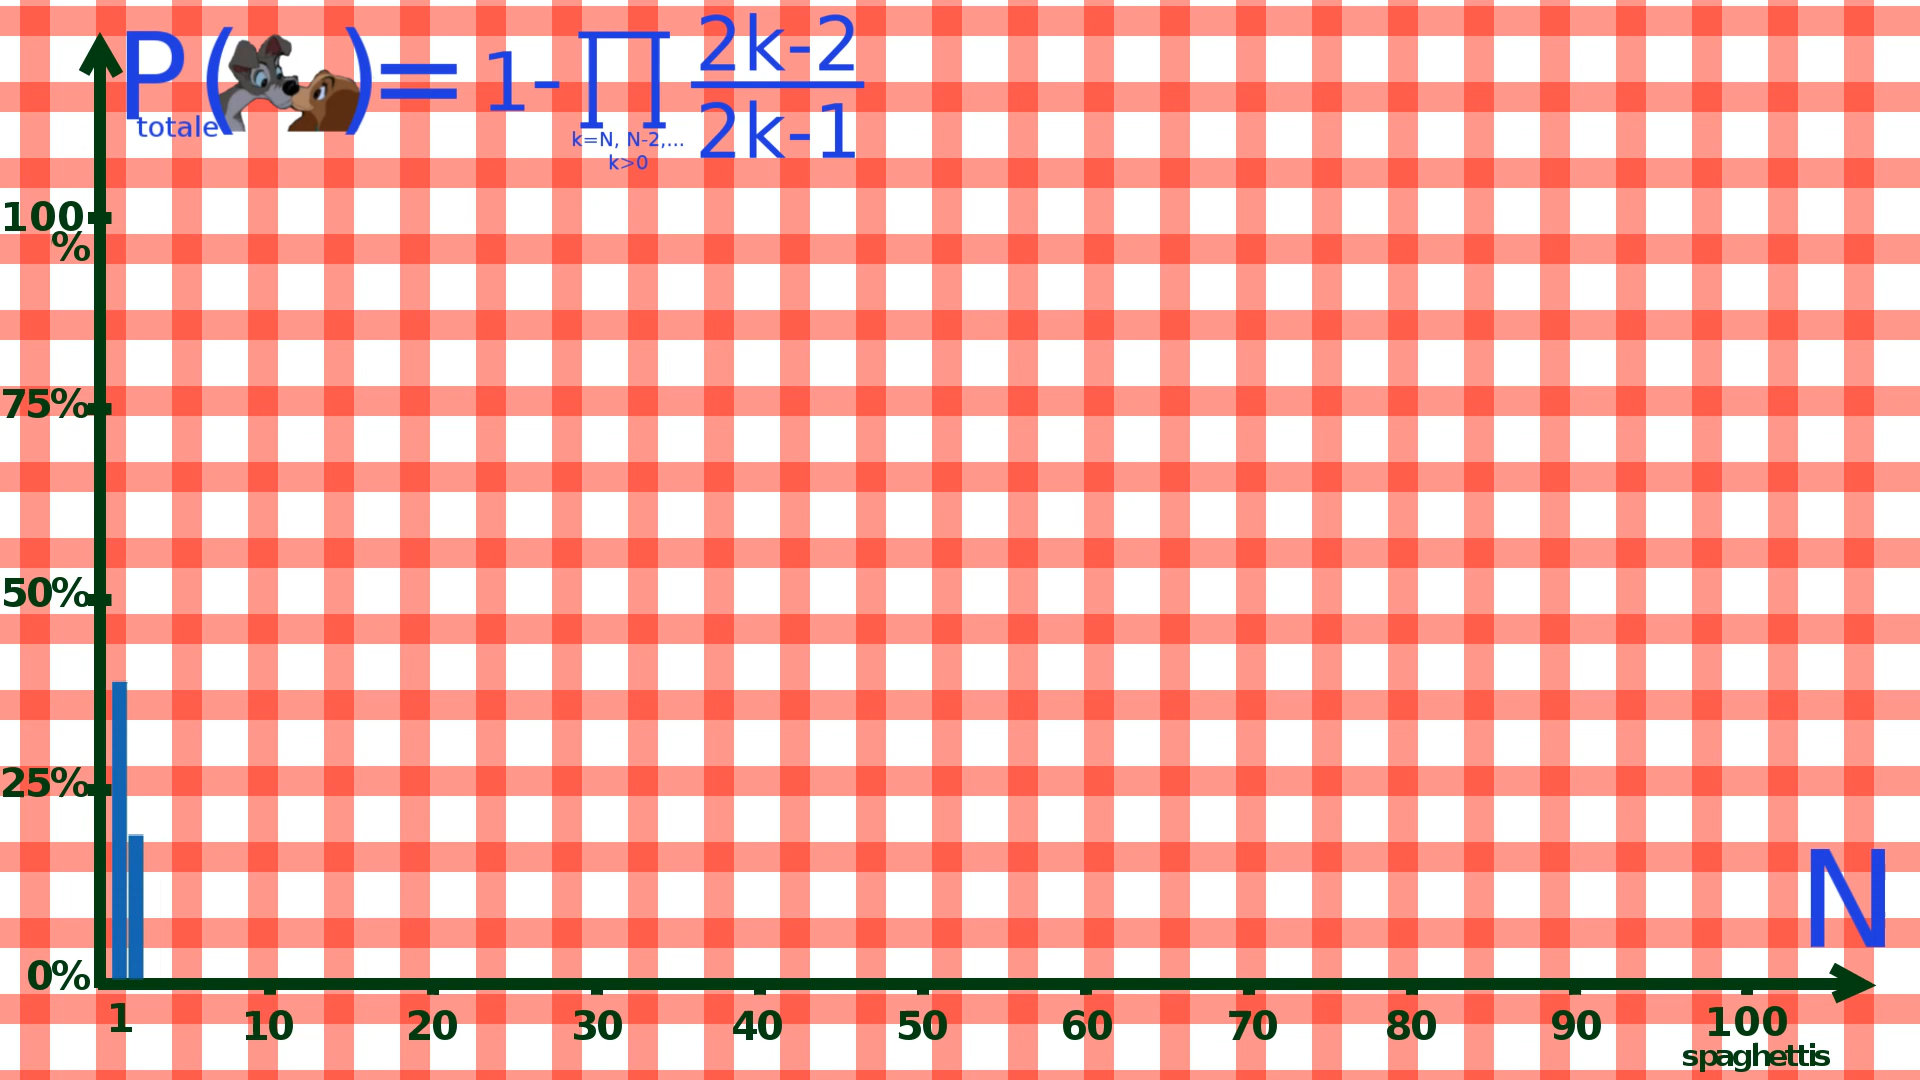 P totale ( ) = 1- ∏ 2k-2
2k-1
k=N, N-2,...
k>0
100
%
75%
50%
25%
0%
N
1 10 20 30 40 50 60 70 80 90 100
spaghettis